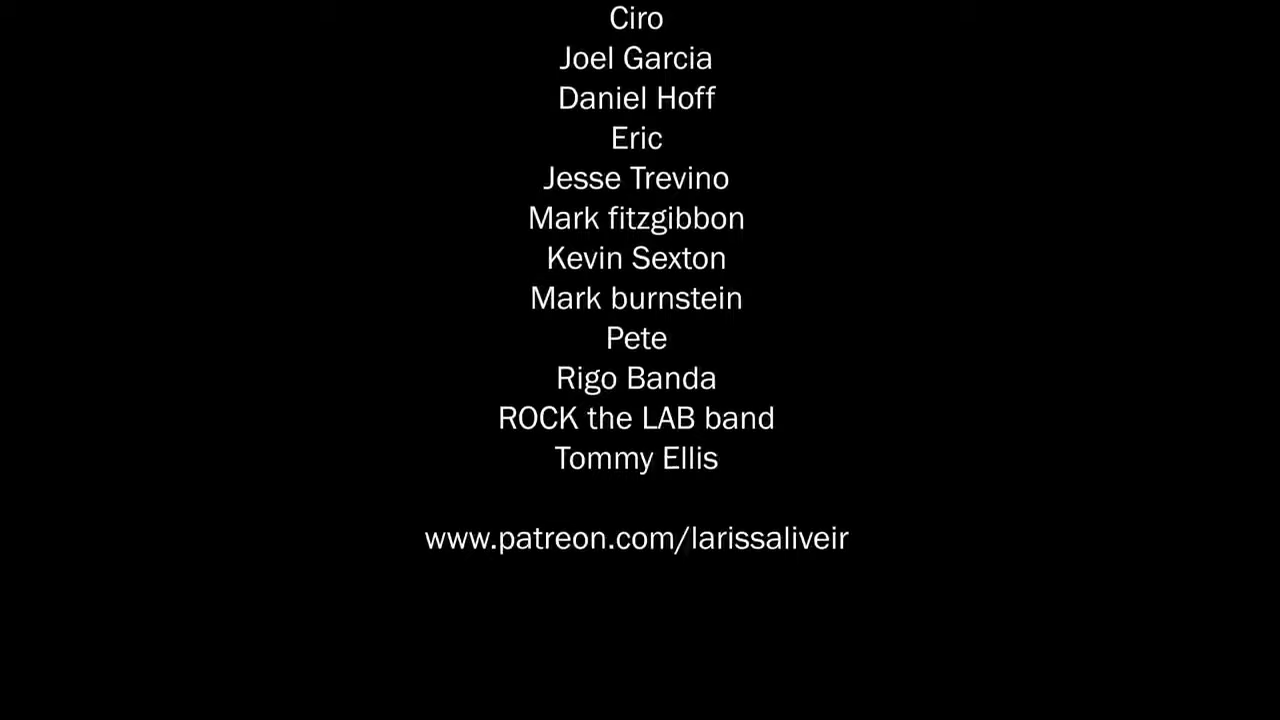 Ciro
Joel Garcia
Daniel Hoff
Eric
Jesse Trevino
Mark fitzgibbon
Kevin Sexton
Mark burnstein
Pete
Rigo Banda
ROCK the LAB band
Tommy Ellis
www.patreon.com/larissaliveir